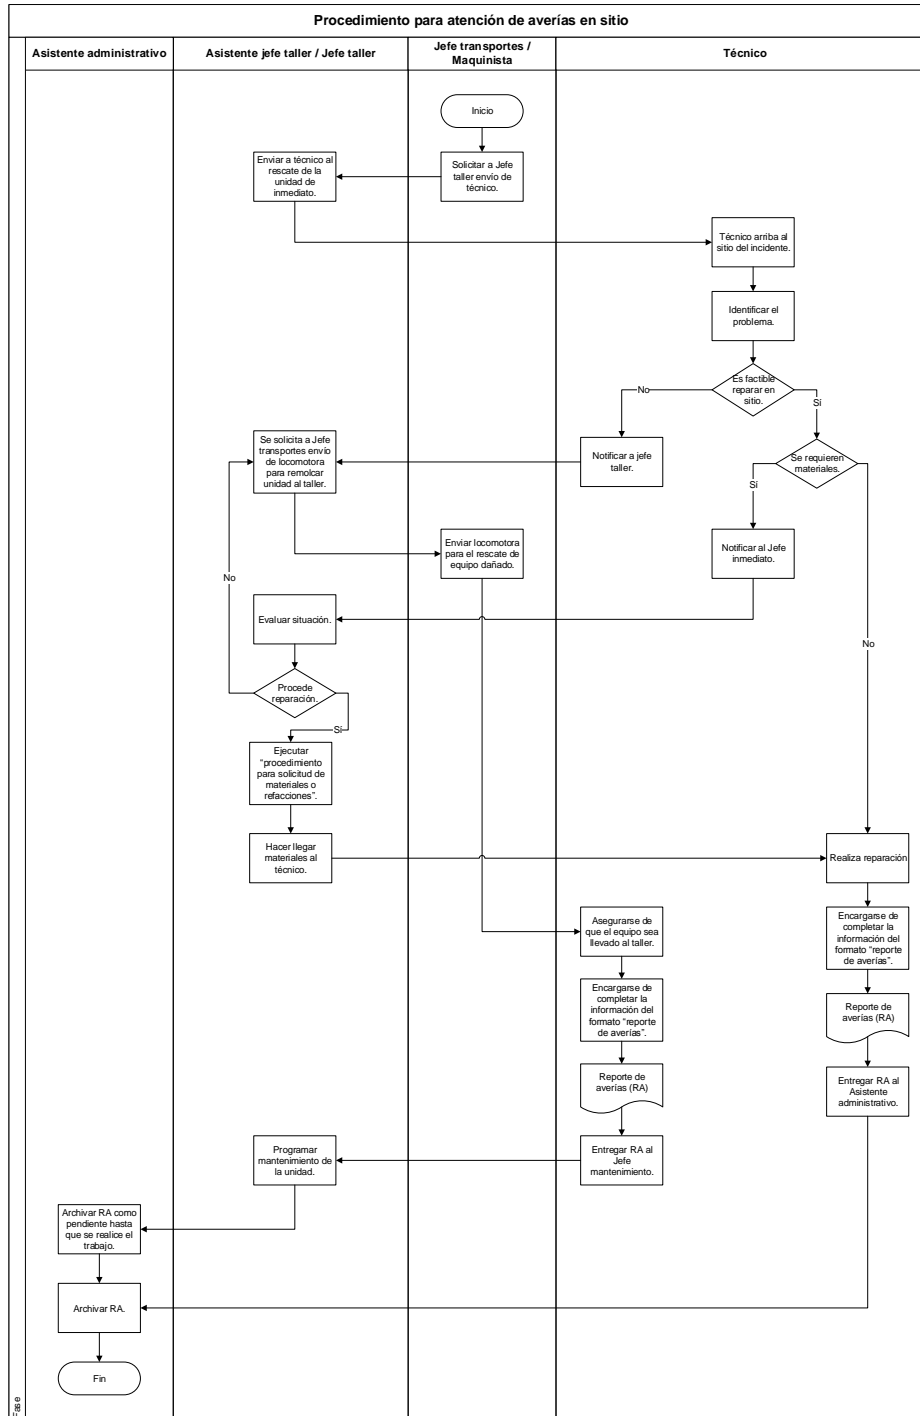 Procedimiento para atención de averías en sitio
Asistente administrativo
Asistente jefe taller / Jefe taller
Jefe transportes /
Maquinista
Técnico
Inicio
Enviar a técnico al
rescate de la
unidad de
inmediato.
Solicitar a Jefe
taller envío de
técnico.
Técnico arriba al
sitio del incidente.
Identificar el
problema.
Es factible
reparar en
sitio.
No
Sí
Se solicita a Jefe
transportes envío
de locomotora
para remolcar
unidad al taller.
Notificar a jefe
taller.
Se requieren
materiales.
Sí
Enviar locomotora
para el rescate de
equipo dañado.
Notificar al Jefe
inmediato.
No
Evaluar situación.
No
Procede
reparación.
Sí
Ejecutar
“procedimiento
para solicitud de
materiales o
refacciones”.
Hacer llegar
materiales al
técnico.
Realiza reparación
Asegurarse de
que el equipo sea
llevado al taller.
Encargarse de
completar la
información del
formato “reporte
de averías”.
Encargarse de
completar la
información del
formato “reporte
de averías”.
Reporte de
averías (RA)
Reporte de
averías (RA)
Entregar RA al
Asistente
administrativo.
Programar
mantenimiento de
la unidad.
Entregar RA al
Jefe
mantenimiento.
Archivar RA como
pendiente hasta
que se realice el
trabajo.
Archivar RA.
Fin
Fase